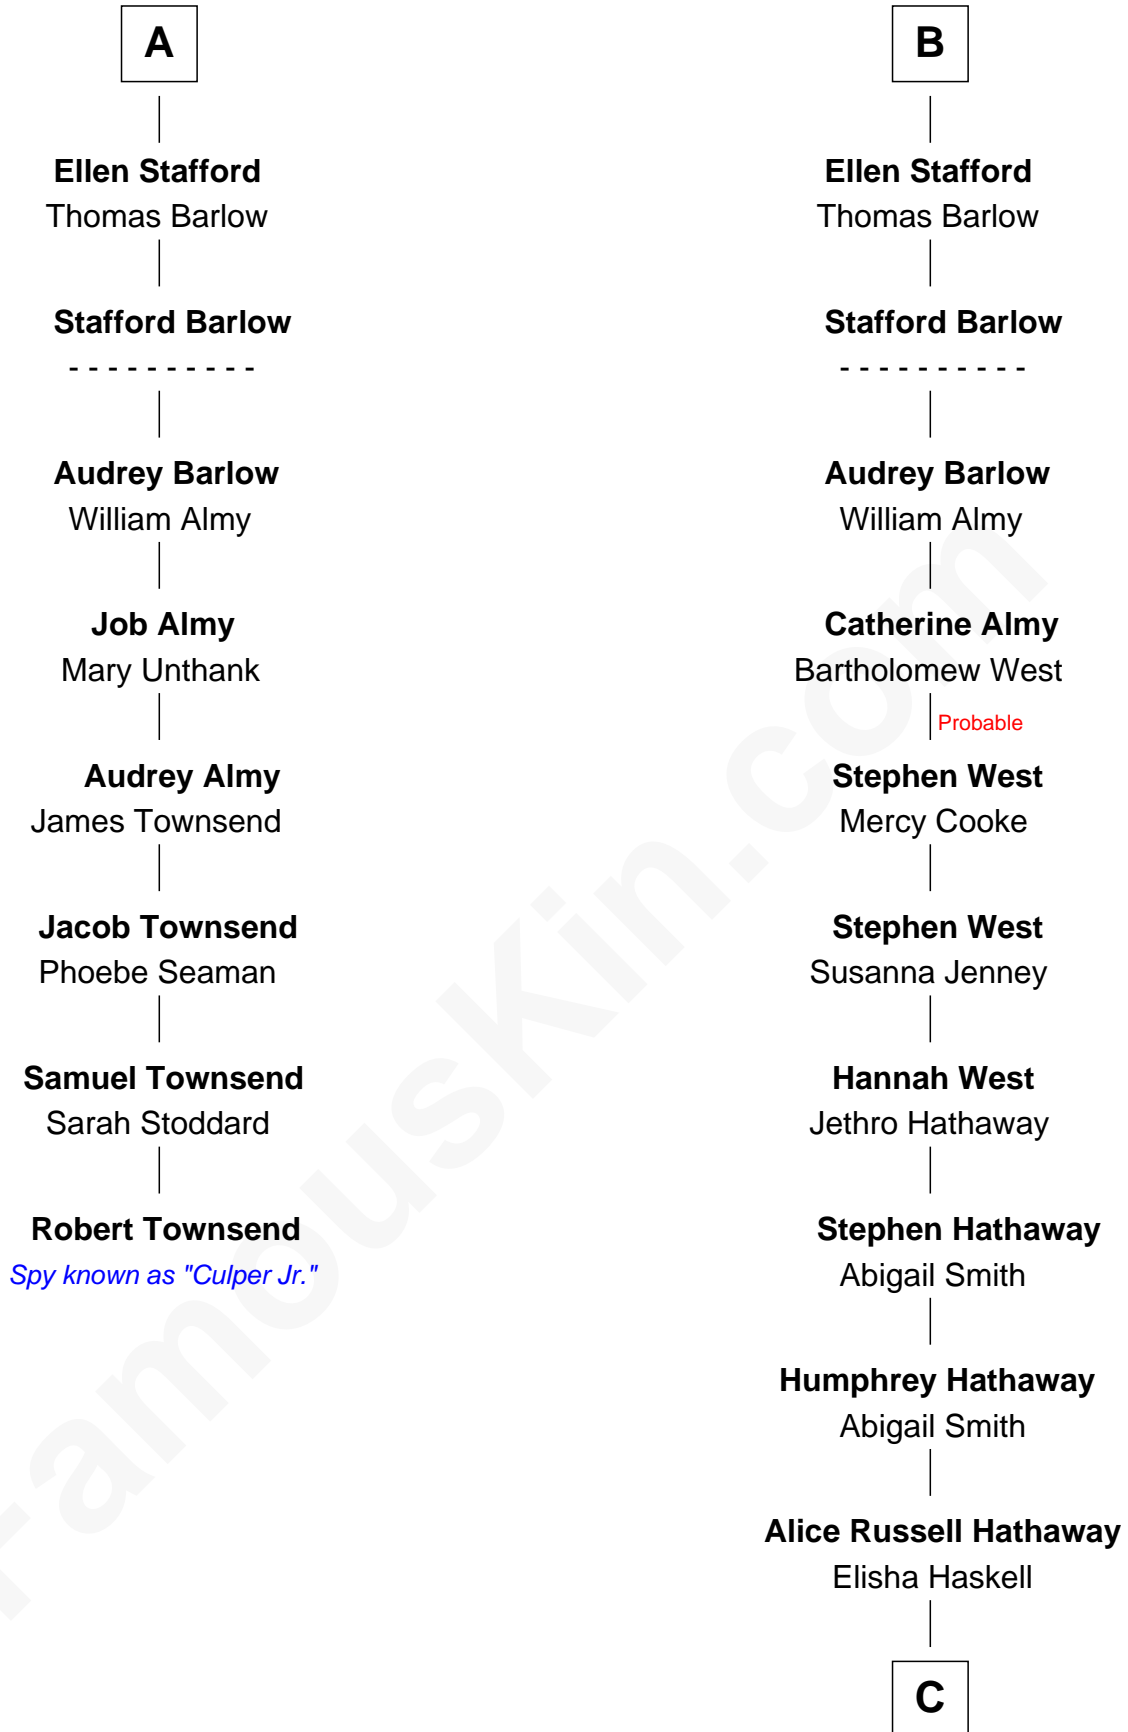 A
Ellen Stafford
Thomas Barlow
Stafford Barlow
- - - - - - - - - -
Audrey Barlow
William Almy
Job Almy
Mary Unthank
Audrey Almy
James Townsend
Jacob Townsend
Phoebe Seaman
Samuel Townsend
Sarah Stoddard
Robert Townsend
Spy known as "Culper Jr."
B
Ellen Stafford
Thomas Barlow
Stafford Barlow
- - - - - - - - - -
Audrey Barlow
William Almy
Catherine Almy
Bartholomew West
Probable
Stephen West
Mercy Cooke
Stephen West
Susanna Jenney
Hannah West
Jethro Hathaway
Stephen Hathaway
Abigail Smith
Humphrey Hathaway
Abigail Smith
Alice Russell Hathaway
Elisha Haskell
C
FamousKin.com